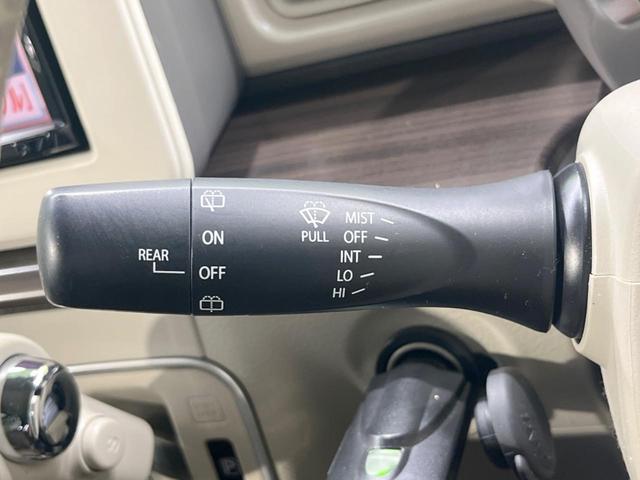 REAR
ON
OFF
PULL
MIST
OFF
INT
LO
HI
P